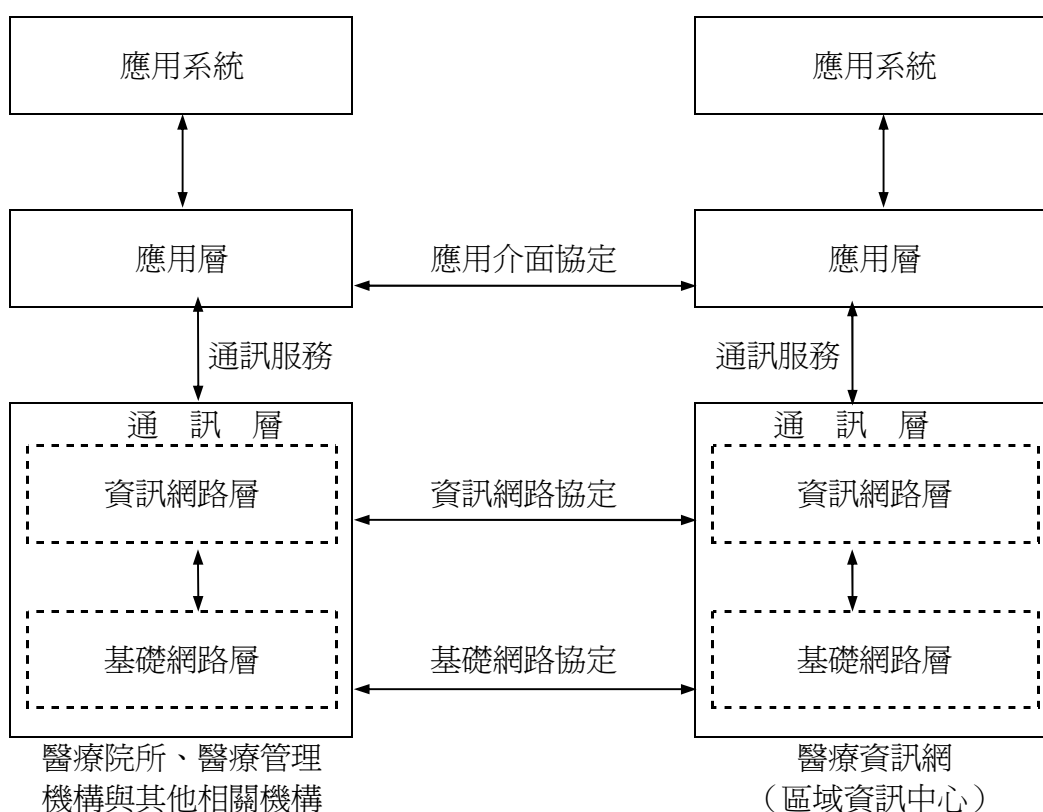 應用系統
應用系統
應用層
應用介面協定
應用層
通訊服務
通訊服務
通 訊 層
通 訊 層
資訊網路層
資訊網路協定
資訊網路層
基礎網路層
基礎網路協定
基礎網路層
醫療院所、醫療管理
機構與其他相關機構
醫療資訊網
（區域資訊中心）